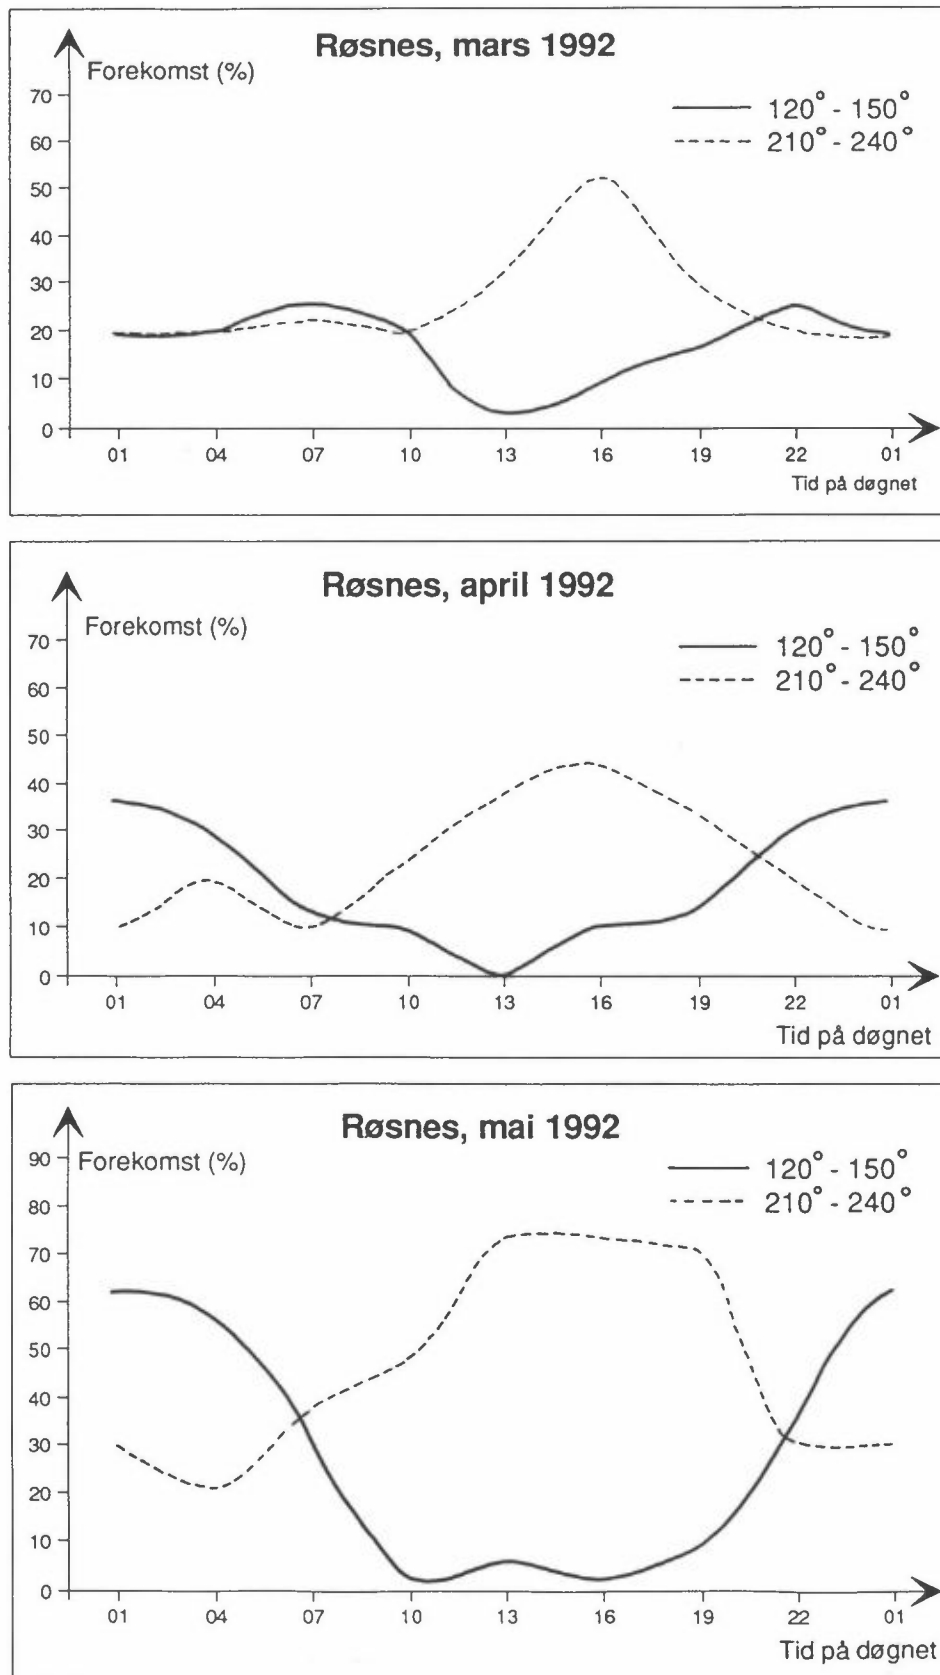 Røsnes, mars 1992
Forekomst (%)
120° - 150°
210° - 240°
70
60
50
40
30
20
10
0
01 04 07 10 13 16 19 22 01
Tid på døgnet
Røsnes, april 1992
Forekomst (%)
120° - 150°
210° - 240°
70
60
50
40
30
20
10
0
01 04 07 10 13 16 19 22 01
Tid på døgnet
Røsnes, mai 1992
Forekomst (%)
120° - 150°
210° - 240°
90
80
70
60
50
40
30
20
10
0
01 04 07 10 13 16 19 22 01
Tid på døgnet